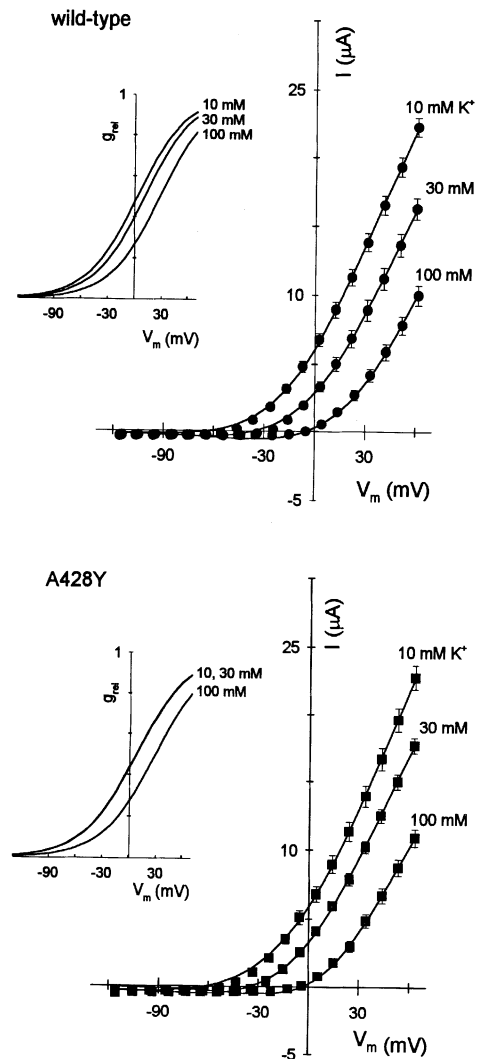 wild-type
I (μA)
25
1
10 mM
30 mM
100 mM
g_rel
10 mM K⁺
30 mM
100 mM
10
-90
-30
30
V_m (mV)
-90
-30
30
-5
V_m (mV)
A428Y
I (μA)
25
1
10, 30 mM
100 mM
g_rel
10 mM K⁺
30 mM
100 mM
10
-90
-30
30
V_m (mV)
-90
-30
30
-5
V_m (mV)